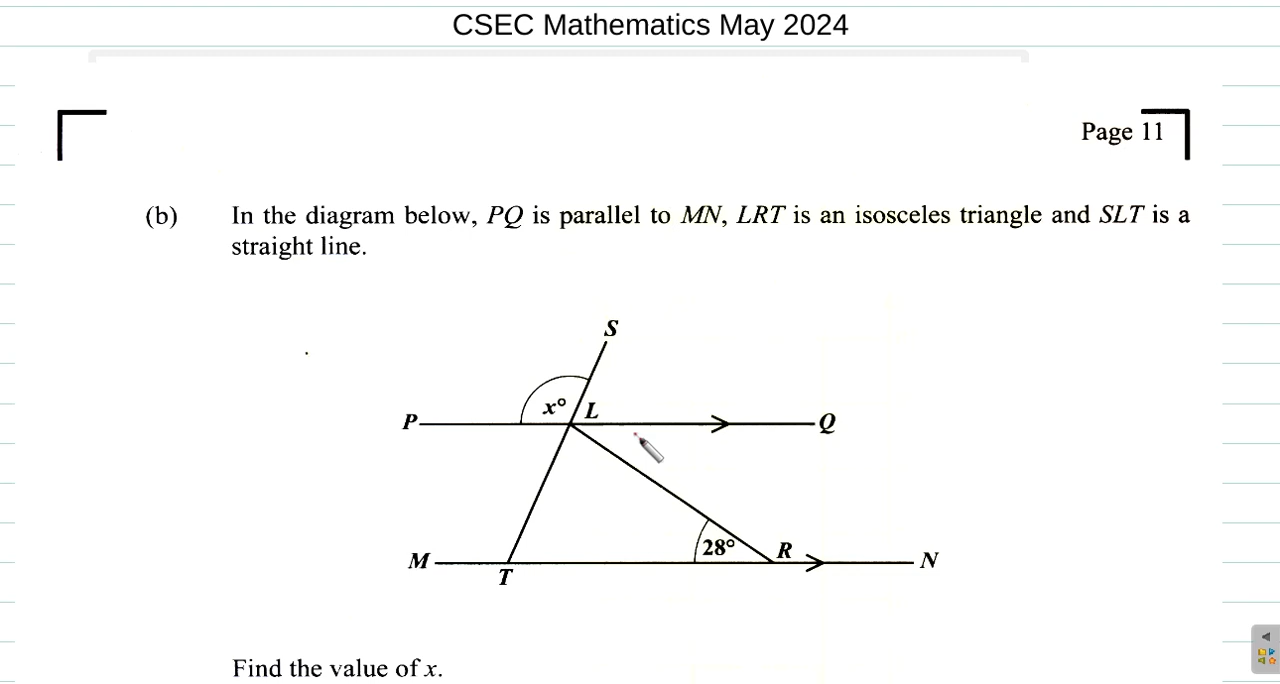 CSEC Mathematics May 2024
Page 11
(b) In the diagram below, PQ is parallel to MN, LRT is an isosceles triangle and SLT is a
straight line.
S
x° L
P Q
28° R
M N
T
Find the value of x.